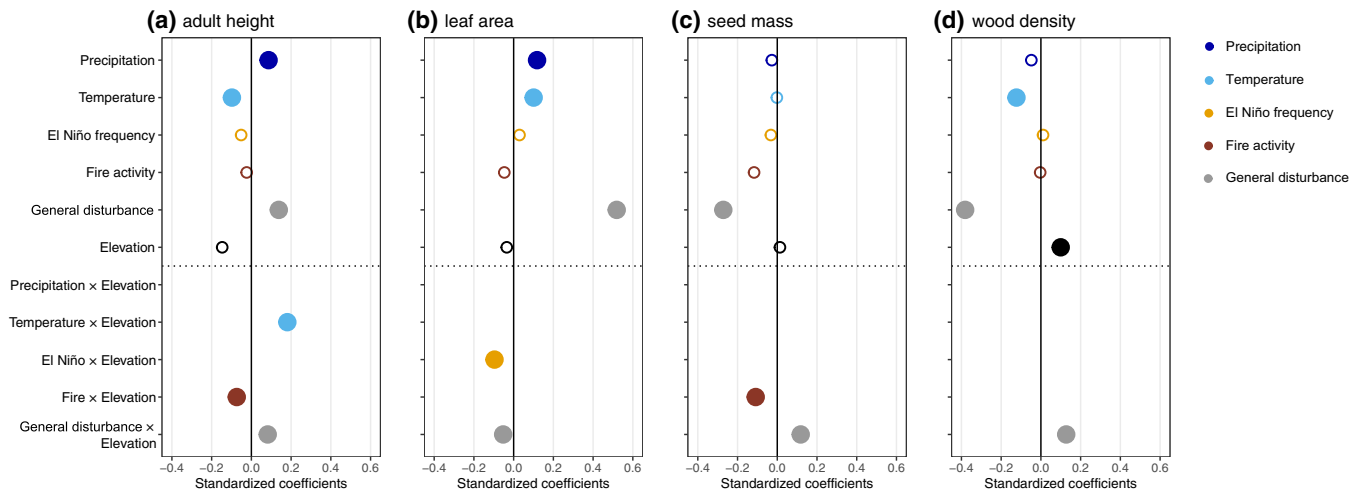 (a) adult height
(b) leaf area
(c) seed mass
(d) wood density
Precipitation
Temperature
El Niño frequency
Fire activity
General disturbance
Elevation
Precipitation × Elevation
Temperature × Elevation
El Niño × Elevation
Fire × Elevation
General disturbance ×
Elevation
−0.4 −0.2 0.0 0.2 0.4 0.6
Standardized coefficients
−0.4 −0.2 0.0 0.2 0.4 0.6
Standardized coefficients
−0.4 −0.2 0.0 0.2 0.4 0.6
Standardized coefficients
−0.4 −0.2 0.0 0.2 0.4 0.6
Standardized coefficients
Precipitation
Temperature
El Niño frequency
Fire activity
General disturbance